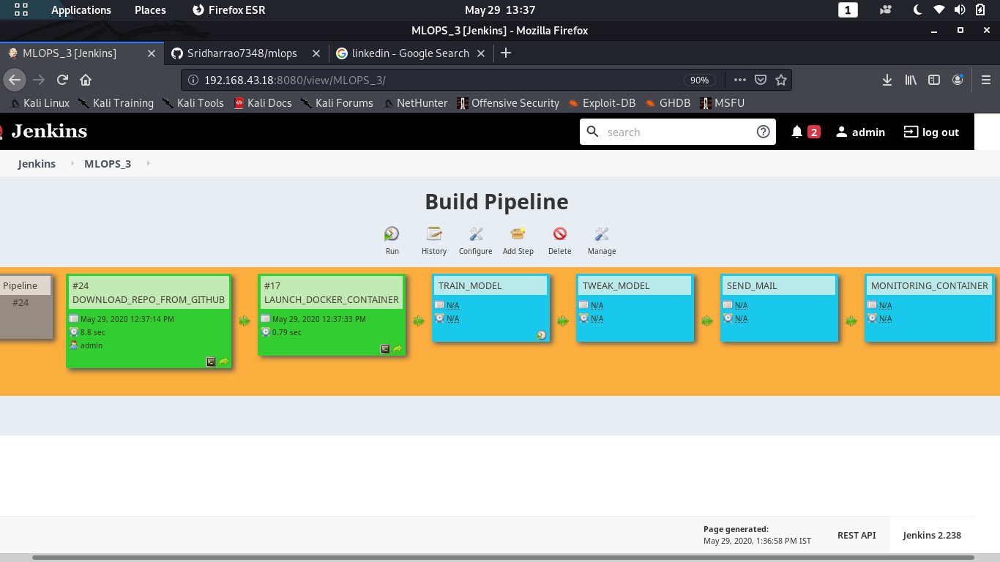 Applications Places Firefox ESR May 29 13:37 1
MLOPS_3 [Jenkins] - Mozilla Firefox
MLOPS_3 [Jenkins] Sridharrao7348/mlops linkedin - Google Search
192.168.43.18:8080/view/MLOPS_3/ 90%
Kali Linux Kali Training Kali Tools Kali Docs Kali Forums NetHunter Offensive Security Exploit-DB GHDB MSFU
Jenkins search 2 admin log out
Jenkins MLOPS_3
Build Pipeline
Run History Configure Add Step Delete Manage
Pipeline
#24
#24
DOWNLOAD_REPO_FROM_GITHUB
May 29, 2020 12:37:14 PM
8.8 sec
admin
#17
LAUNCH_DOCKER_CONTAINER
May 29, 2020 12:37:33 PM
0.79 sec
TRAIN_MODEL
N/A
N/A
TWEAK_MODEL
N/A
N/A
SEND_MAIL
N/A
N/A
MONITORING_CONTAINER
N/A
N/A
Page generated:
May 29, 2020, 1:36:58 PM IST
REST API
Jenkins 2.238